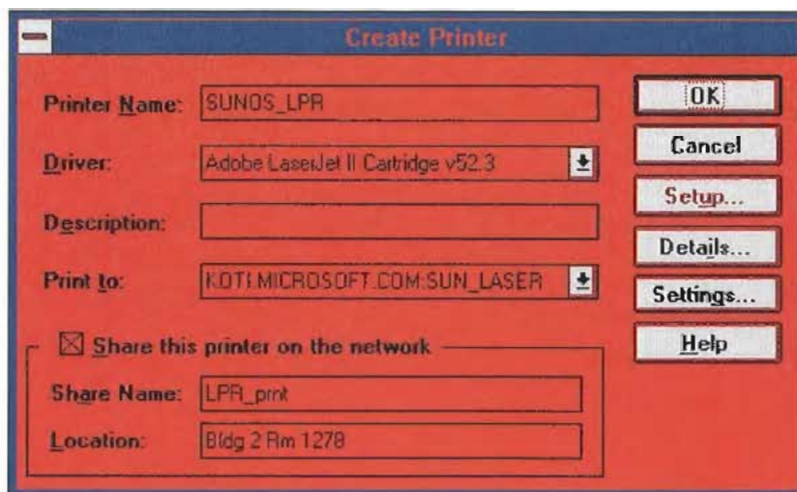 Create Printer
Printer Name: SUNOS_LPR
OK
Driver: Adobe LaserJet II Cartridge v52.3
Cancel
Setup...
Description:
Details...
Print to: KOTI.MICROSOFT.COM:SUN_LASER
Settings...
Share this printer on the network
Help
Share Name: LPR_prnt
Location: Bldg 2 Rm 1278